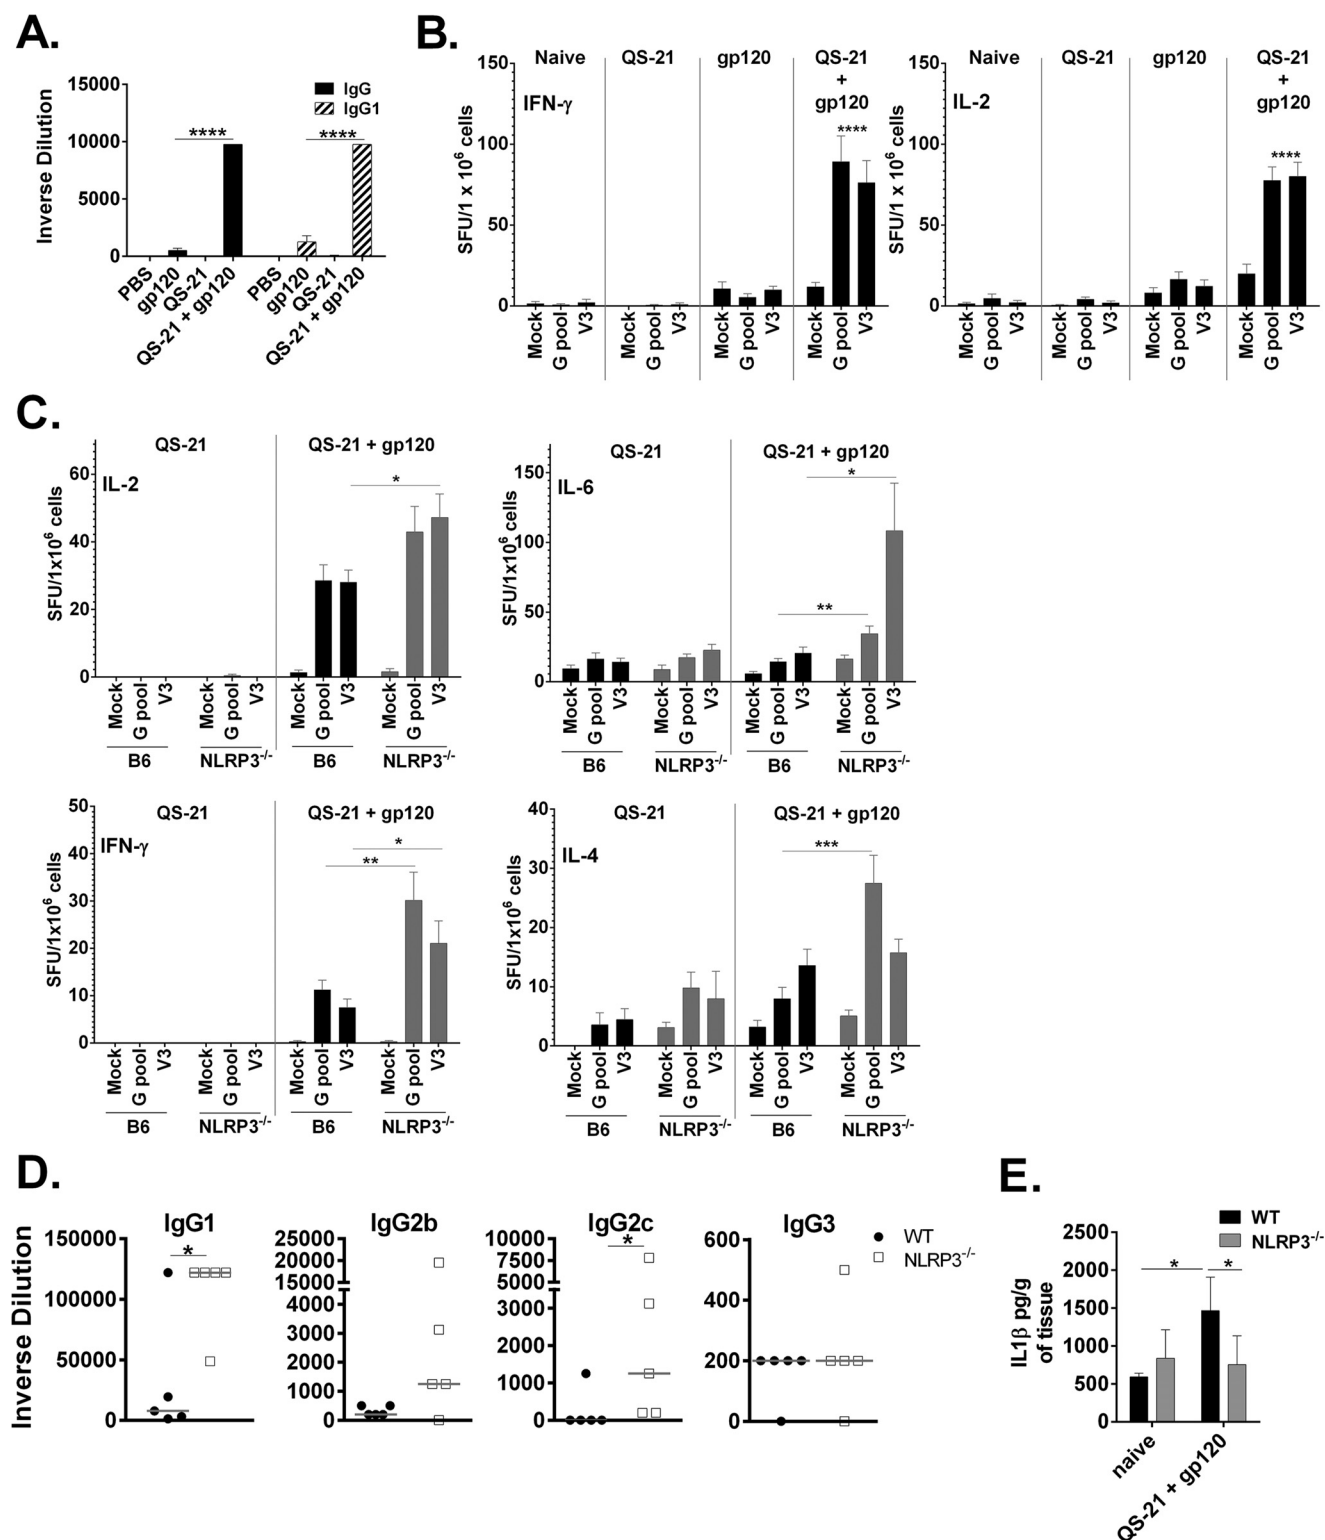 A.
15000
10000
5000
0
Inverse Dilution
IgG
IgG1
****
****
PBS
gp120
QS-21
QS-21 + gp120
PBS
gp120
QS-21
QS-21 + gp120
B.
Naive
QS-21
gp120
QS-21
+
gp120
IFN-γ
****
150
100
50
0
SFU/1 x 10⁶ cells
Mock
G pool
V3
Mock
G pool
V3
Mock
G pool
V3
Mock
G pool
V3
Naive
QS-21
gp120
QS-21
+
gp120
IL-2
****
150
100
50
0
SFU/1 x 10⁶ cells
Mock
G pool
V3
Mock
G pool
V3
Mock
G pool
V3
Mock
G pool
V3
C.
QS-21
QS-21 + gp120
IL-2
*
60
40
20
0
SFU/1x10⁶ cells
Mock
G pool
V3
Mock
G pool
V3
Mock
G pool
V3
Mock
G pool
V3
B6
NLRP3⁻/⁻
B6
NLRP3⁻/⁻
QS-21
QS-21 + gp120
IL-6
*
**
150
100
50
0
SFU/1x10⁶ cells
Mock
G pool
V3
Mock
G pool
V3
Mock
G pool
V3
Mock
G pool
V3
B6
NLRP3⁻/⁻
B6
NLRP3⁻/⁻
QS-21
QS-21 + gp120
IFN-γ
*
**
50
40
30
20
10
0
SFU/1x10⁶ cells
Mock
G pool
V3
Mock
G pool
V3
Mock
G pool
V3
Mock
G pool
V3
B6
NLRP3⁻/⁻
B6
NLRP3⁻/⁻
QS-21
QS-21 + gp120
IL-4
***
40
30
20
10
0
SFU/1x10⁶ cells
Mock
G pool
V3
Mock
G pool
V3
Mock
G pool
V3
Mock
G pool
V3
B6
NLRP3⁻/⁻
B6
NLRP3⁻/⁻
D.
Inverse Dilution
IgG1
*
150000
100000
50000
0
IgG2b
25000
20000
15000
10000
4000
3000
2000
1000
0
IgG2c
*
10000
7500
5000
3000
2000
1000
0
IgG3
600
400
200
0
WT
NLRP3⁻/⁻
E.
WT
NLRP3⁻/⁻
*
*
2500
2000
1500
1000
500
0
IL1β pg/g
of tissue
naive
QS-21 + gp120